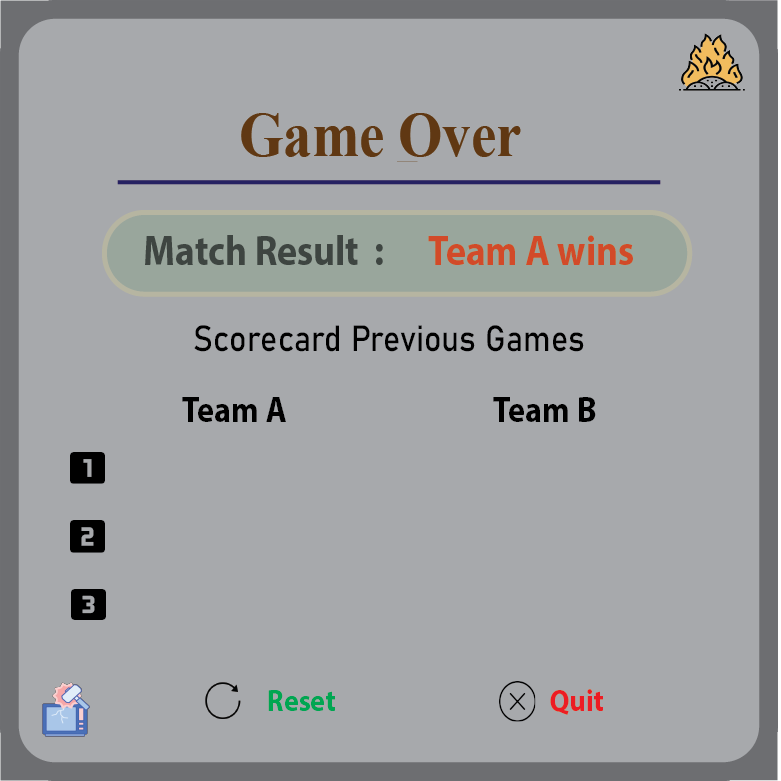 Game Over
Match Result : Team A wins
Scorecard Previous Games
Team A Team B
1
2
3
Reset Quit